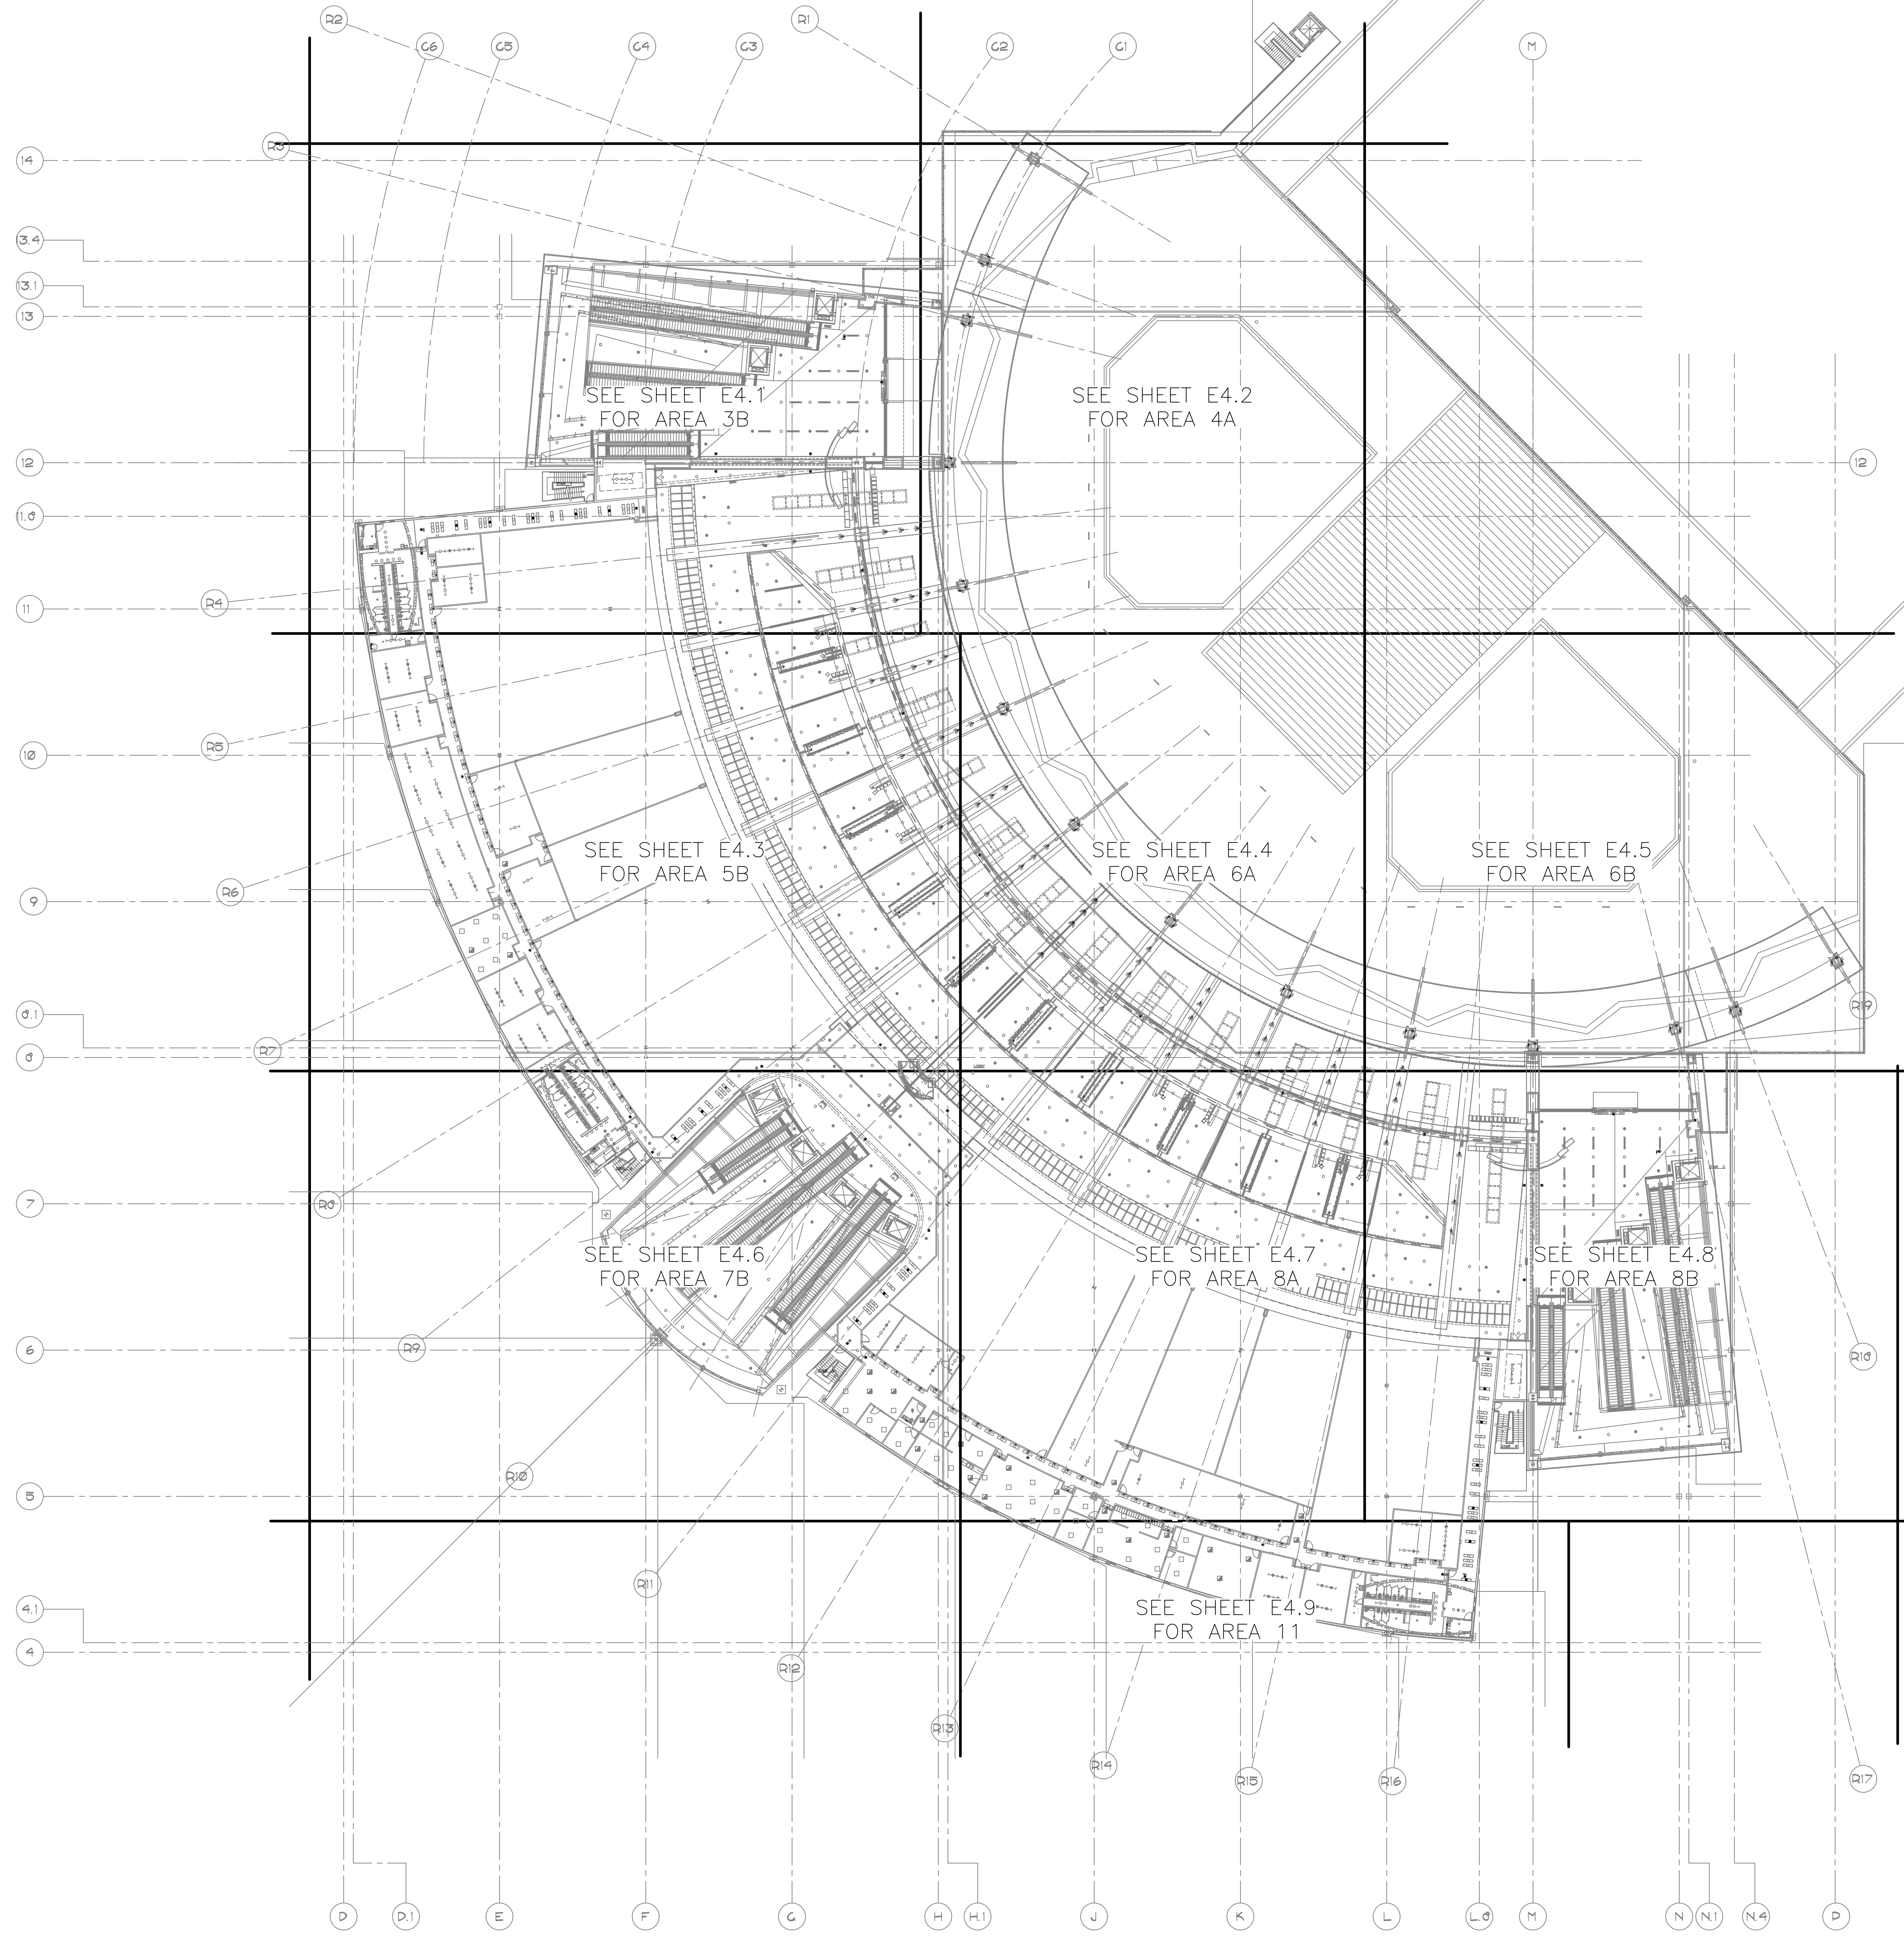 R2
R1
C6
C5
C4
C3
C2
C1
M
R3
14
13.4
13.1
13
SEE SHEET E4.1
FOR AREA 3B
SEE SHEET E4.2
FOR AREA 4A
12
12
11.8
R4
11
R5
10
SEE SHEET E4.3
FOR AREA 5B
SEE SHEET E4.4
FOR AREA 6A
SEE SHEET E4.5
FOR AREA 6B
R6
9
R19
8.1
R7
8
R8
7
SEE SHEET E4.6
FOR AREA 7B
SEE SHEET E4.7
FOR AREA 8A
SEE SHEET E4.8
FOR AREA 8B
R9
6
R18
R10
5
R11
4.1
SEE SHEET E4.9
FOR AREA 11
4
R12
R13
R14
R15
R16
R17
D
D.1
E
F
G
H
H.1
J
K
L
L.8
M
N
N.1
N.4
P